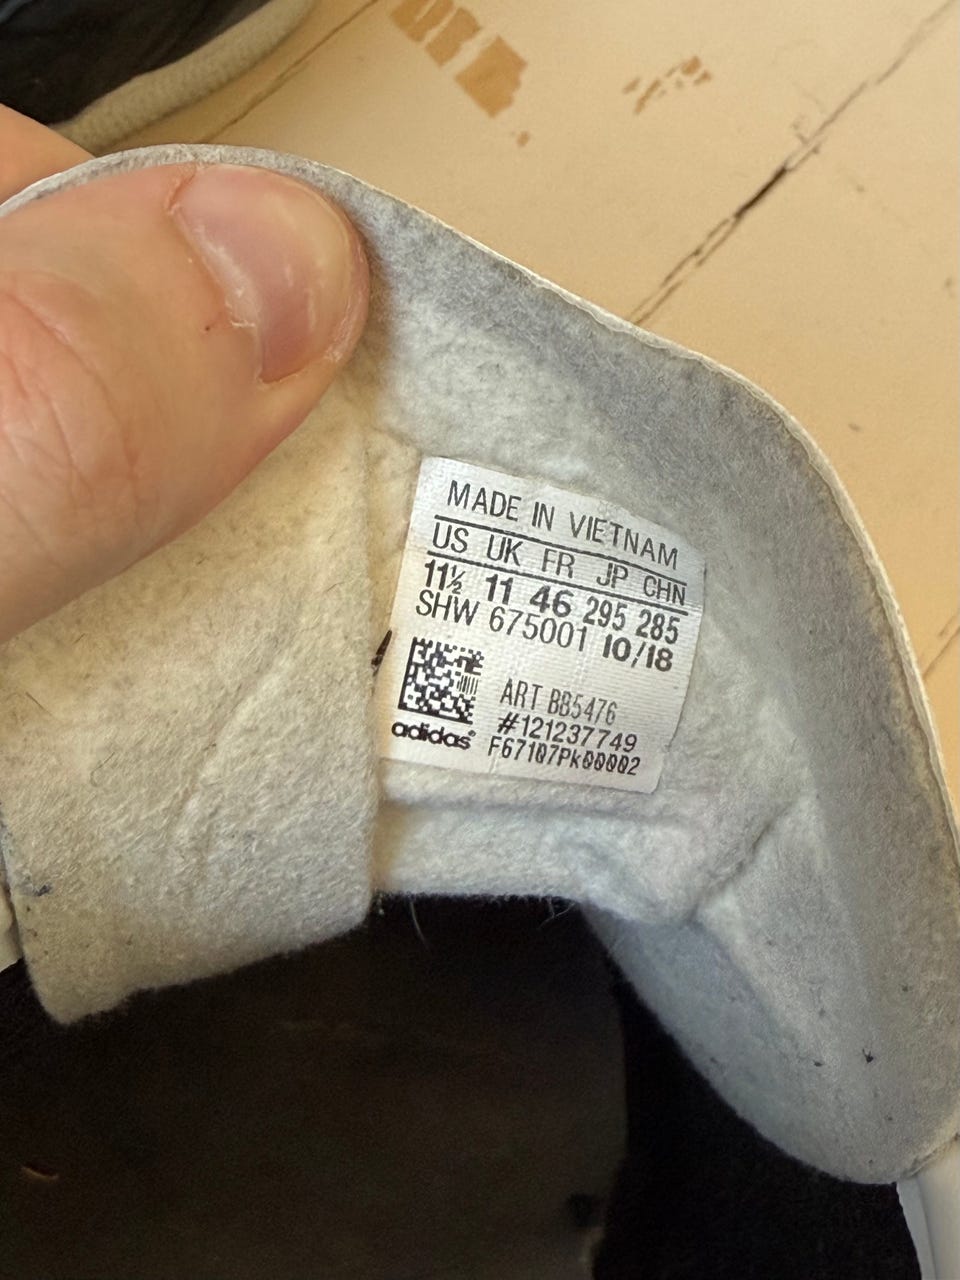 MADE IN VIETNAM
US UK FR JP CHN
11½ 11 46 295 285
SHW 675001 10/18
ART BB5476
#121237749
adidas® F67107Pk00002